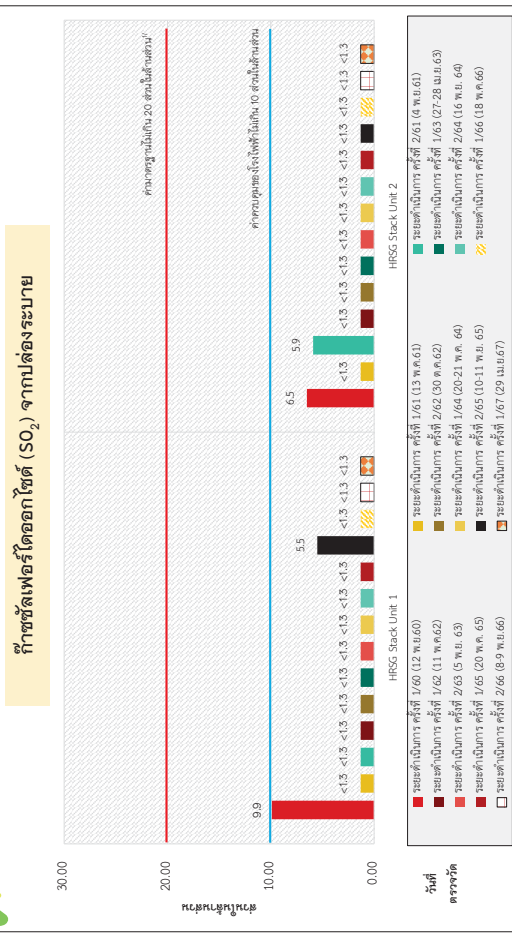 ก๊าซซัลเฟอร์ไดออกไซด์ (SO₂) จากปล่องระบาย
ส่วนในล้านส่วน
30.00
20.00
10.00
0.00
ค่ามาตรฐานไม่เกิน 20 ส่วนในล้านส่วน¹/
ค่าควบคุมของโรงไฟฟ้าไม่เกิน 10 ส่วนในล้านส่วน
9.9 <1.3 <1.3 <1.3 <1.3 <1.3 <1.3 <1.3 <1.3 <1.3 5.5 <1.3 <1.3 <1.3
6.5 <1.3 5.9 <1.3 <1.3 <1.3 <1.3 <1.3 <1.3 <1.3 <1.3 <1.3 <1.3 <1.3
HRSG Stack Unit 1 HRSG Stack Unit 2
วันที่
ตรวจวัด
ระยะดำเนินการ ครั้งที่ 1/60 (12 พ.ย.60) ระยะดำเนินการ ครั้งที่ 1/61 (13 พ.ค.61) ระยะดำเนินการ ครั้งที่ 2/61 (4 พ.ย.61)
ระยะดำเนินการ ครั้งที่ 1/62 (11 พ.ค.62) ระยะดำเนินการ ครั้งที่ 2/62 (30 ต.ค.62) ระยะดำเนินการ ครั้งที่ 1/63 (27-28 เม.ย.63)
ระยะดำเนินการ ครั้งที่ 2/63 (5 พ.ย. 63) ระยะดำเนินการ ครั้งที่ 1/64 (20-21 พ.ค. 64) ระยะดำเนินการ ครั้งที่ 2/64 (16 พ.ย. 64)
ระยะดำเนินการ ครั้งที่ 1/65 (20 พ.ค. 65) ระยะดำเนินการ ครั้งที่ 2/65 (10-11 พ.ย. 65) ระยะดำเนินการ ครั้งที่ 1/66 (18 พ.ค.66)
ระยะดำเนินการ ครั้งที่ 2/66 (8-9 พ.ย.66) ระยะดำเนินการ ครั้งที่ 1/67 (29 เม.ย.67)